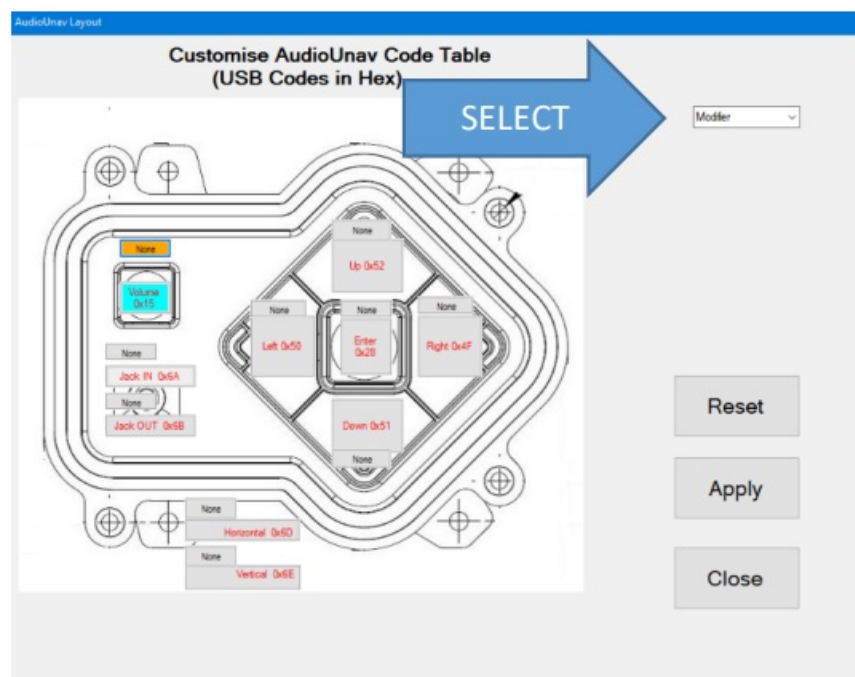 AudioUnav Layout
Customise AudioUnav Code Table
(USB Codes in Hex)
SELECT
Modifier
None
Up 0x52
None
Volume
0x15
None
Left 0x50
None
Enter
0x28
None
Right 0x4F
None
Jack IN 0x6A
None
Jack OUT 0x6B
Down 0x51
None
None
Horizontal 0x6D
None
Vertical 0x6E
Reset
Apply
Close